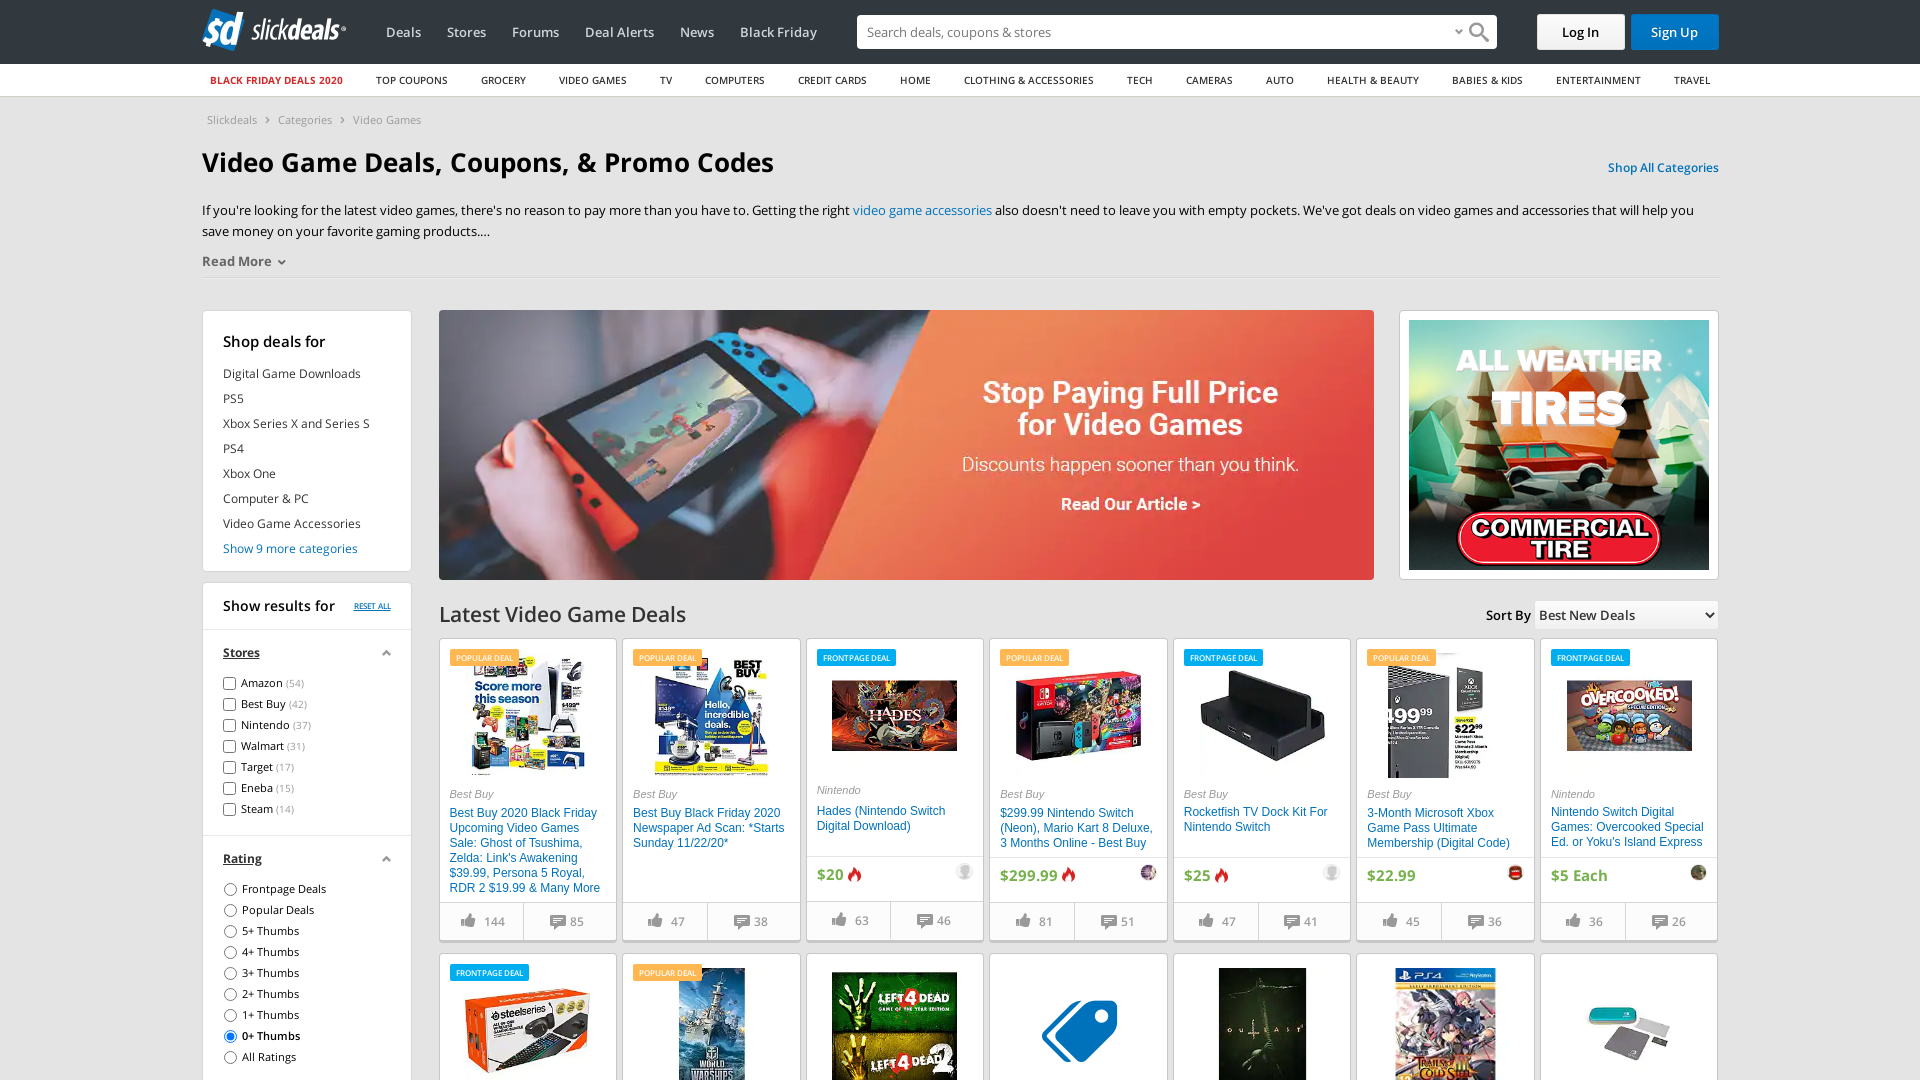 sd slickdeals
Deals
Stores
Forums
Deal Alerts
News
Black Friday
Search deals, coupons & stores
Log In
Sign Up
BLACK FRIDAY DEALS 2020
TOP COUPONS
GROCERY
VIDEO GAMES
TV
COMPUTERS
CREDIT CARDS
HOME
CLOTHING & ACCESSORIES
TECH
CAMERAS
AUTO
HEALTH & BEAUTY
BABIES & KIDS
ENTERTAINMENT
TRAVEL
Slickdeals > Categories > Video Games
Video Game Deals, Coupons, & Promo Codes
Shop All Categories
If you're looking for the latest video games, there's no reason to pay more than you have to. Getting the right video game accessories also doesn't need to leave you with empty pockets. We've got deals on video games and accessories that will help you
save money on your favorite gaming products....
Read More
Shop deals for
Digital Game Downloads
PS5
Xbox Series X and Series S
PS4
Xbox One
Computer & PC
Video Game Accessories
Show 9 more categories
Show results for
RESET ALL
Stores
Amazon (54)
Best Buy (42)
Nintendo (37)
Walmart (31)
Target (17)
Eneba (15)
Steam (14)
Rating
Frontpage Deals
Popular Deals
5+ Thumbs
4+ Thumbs
3+ Thumbs
2+ Thumbs
1+ Thumbs
0+ Thumbs
All Ratings
Stop Paying Full Price
for Video Games
Discounts happen sooner than you think.
Read Our Article >
ALL WEATHER
TIRES
COMMERCIAL
TIRE
Latest Video Game Deals
Sort By
Best New Deals
POPULAR DEAL
Score more
this season
Best Buy
Best Buy 2020 Black Friday
Upcoming Video Games
Sale: Ghost of Tsushima,
Zelda: Link's Awakening
$39.99, Persona 5 Royal,
RDR 2 $19.99 & Many More
144
85
POPULAR DEAL
BEST
BUY
Hello,
incredible
deals.
Best Buy
Best Buy Black Friday 2020
Newspaper Ad Scan: *Starts
Sunday 11/22/20*
47
38
FRONTPAGE DEAL
HADES
Nintendo
Hades (Nintendo Switch
Digital Download)
$20
63
46
POPULAR DEAL
Best Buy
$299.99 Nintendo Switch
(Neon), Mario Kart 8 Deluxe,
3 Months Online - Best Buy
$299.99
81
51
FRONTPAGE DEAL
Best Buy
Rocketfish TV Dock Kit For
Nintendo Switch
$25
47
41
POPULAR DEAL
499 99
$22 99
Best Buy
3-Month Microsoft Xbox
Game Pass Ultimate
Membership (Digital Code)
$22.99
45
36
FRONTPAGE DEAL
OVERCOOKED!
SPECIAL EDITION
Nintendo
Nintendo Switch Digital
Games: Overcooked Special
Ed. or Yoku's Island Express
$5 Each
36
26
FRONTPAGE DEAL
steelseries
POPULAR DEAL
WORLD
WARSHIPS
LEFT 4 DEAD
GAME OF THE YEAR EDITION
LEFT 4 DEAD 2
OUTLAST
PS4
EARLY ENROLLMENT EDITION
TRAILS
COLD STEEL
III